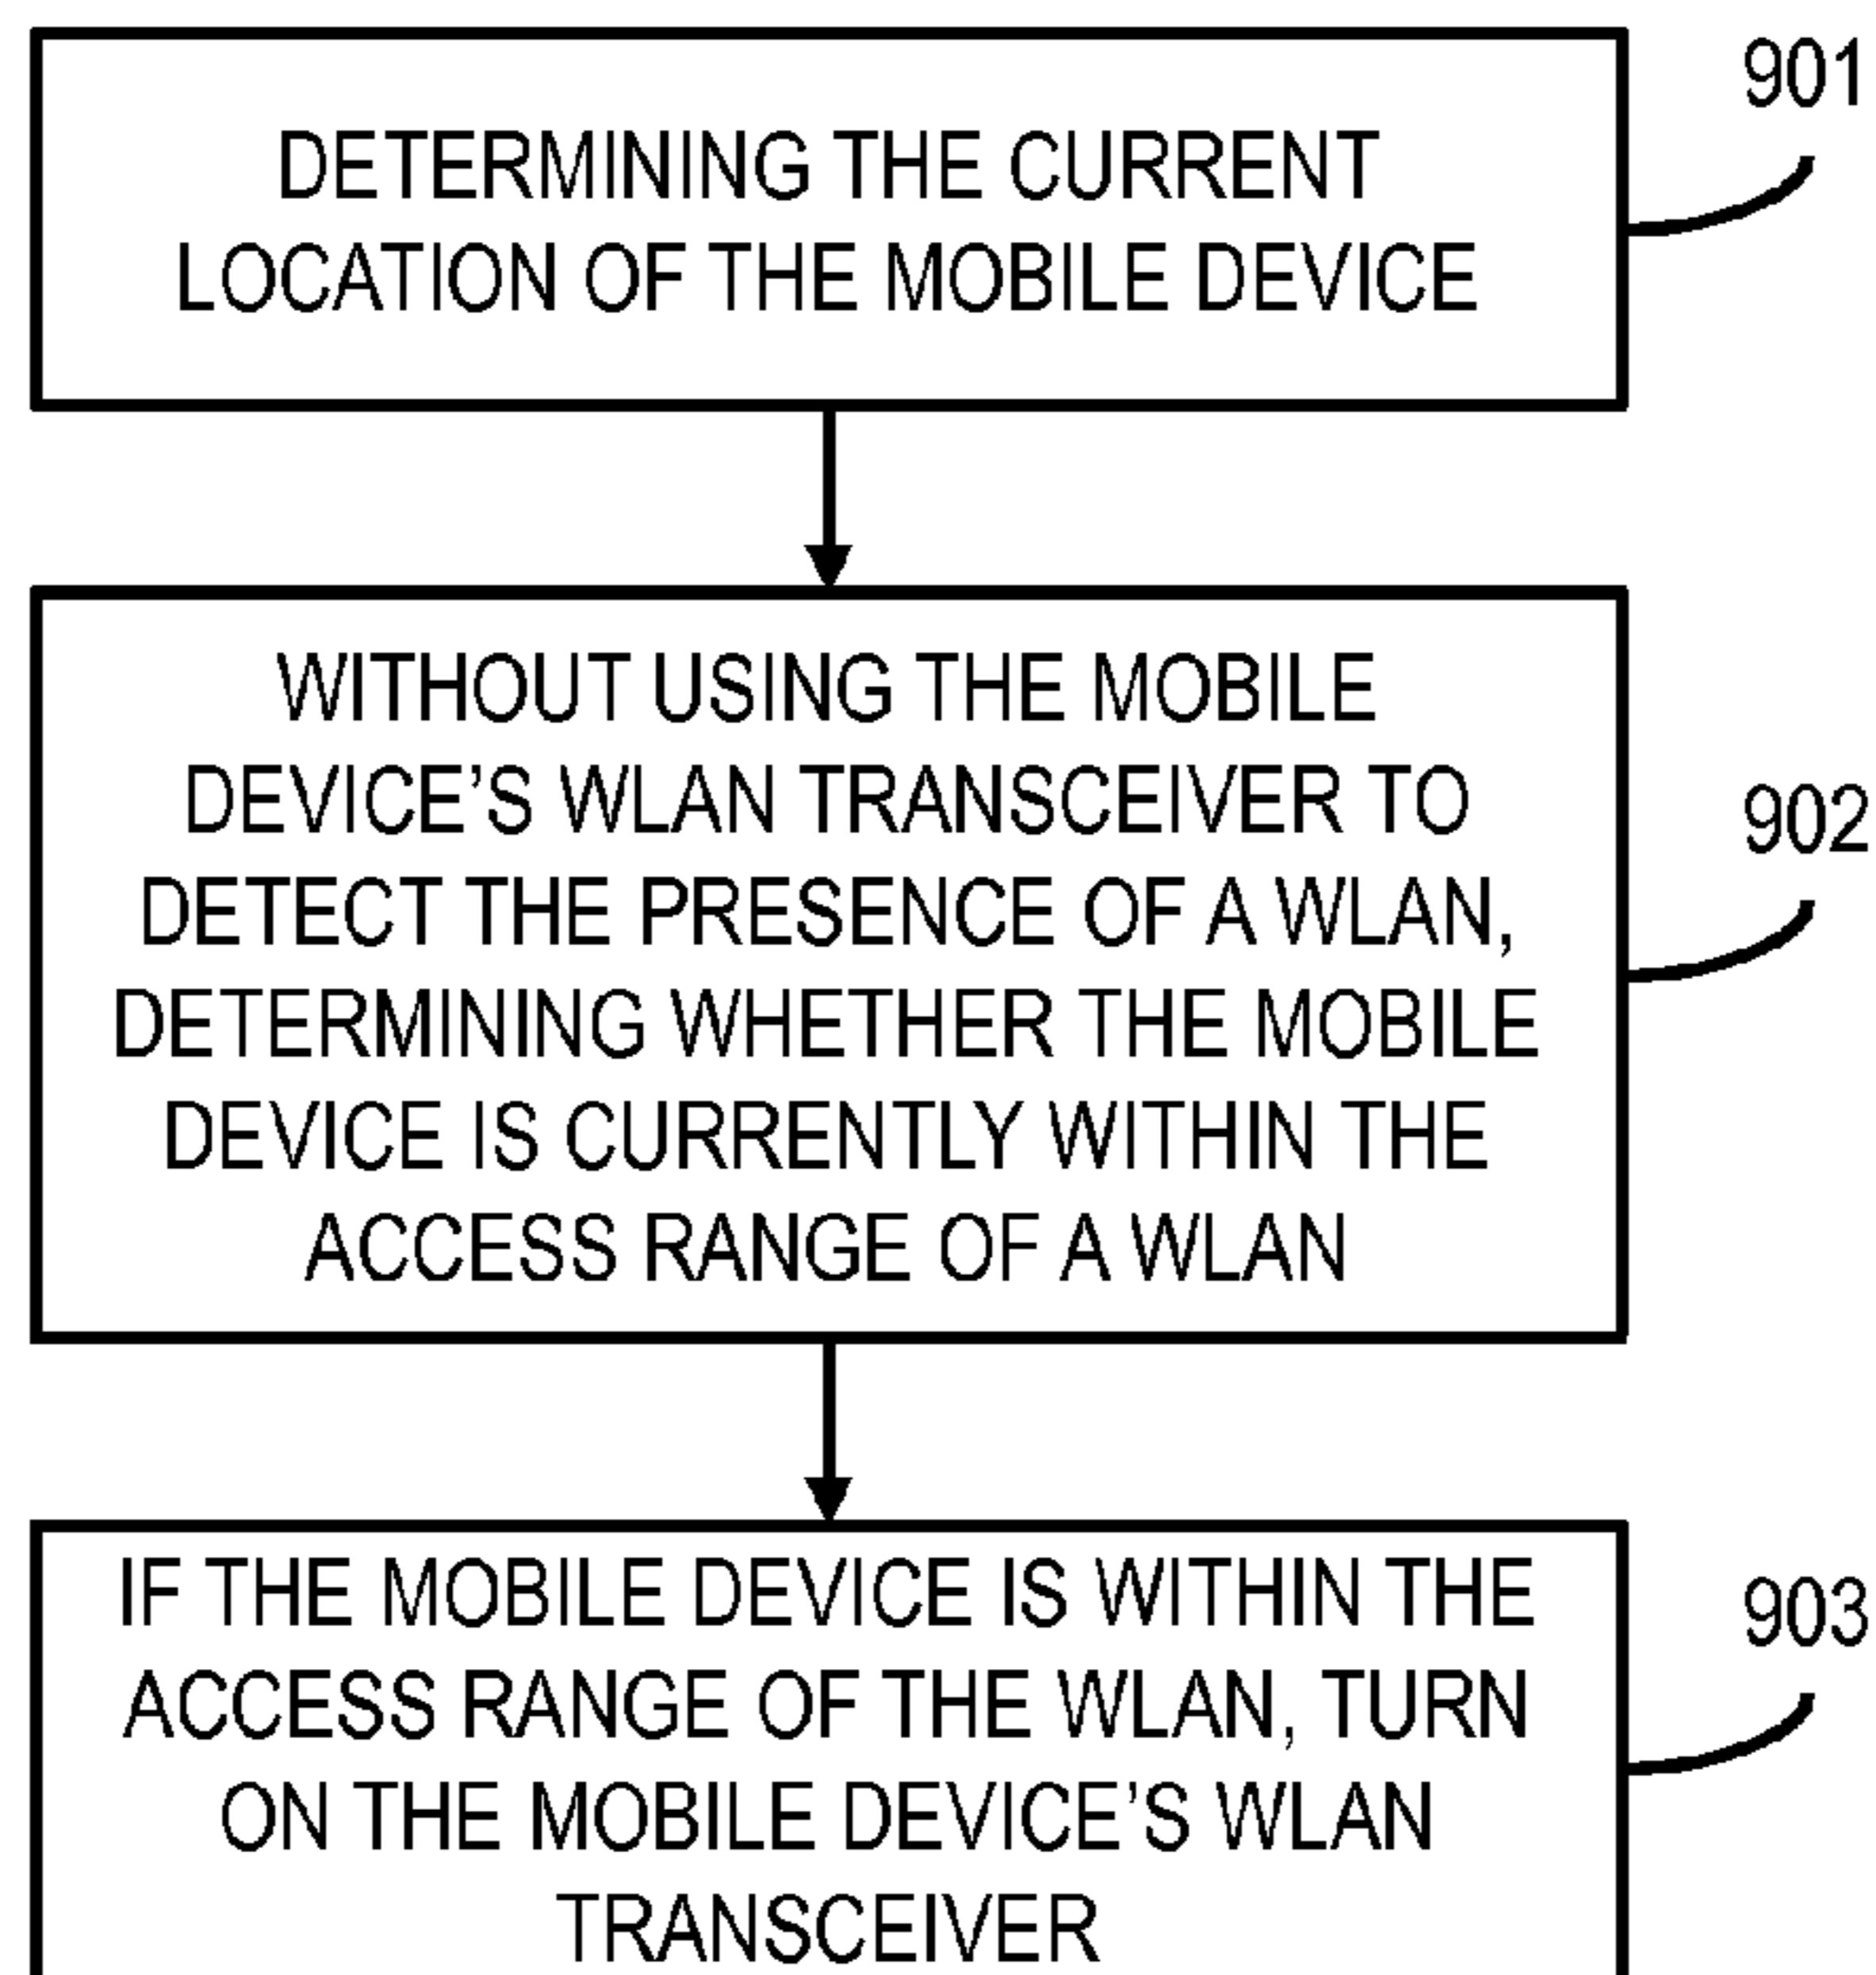 901
DETERMINING THE CURRENT
LOCATION OF THE MOBILE DEVICE
WITHOUT USING THE MOBILE
DEVICE’S WLAN TRANSCEIVER TO
902
DETECT THE PRESENCE OF A WLAN,
DETERMINING WHETHER THE MOBILE
DEVICE IS CURRENTLY WITHIN THE
ACCESS RANGE OF A WLAN
IF THE MOBILE DEVICE IS WITHIN THE
903
ACCESS RANGE OF THE WLAN, TURN
ON THE MOBILE DEVICE’S WLAN
TRANSCEIVER